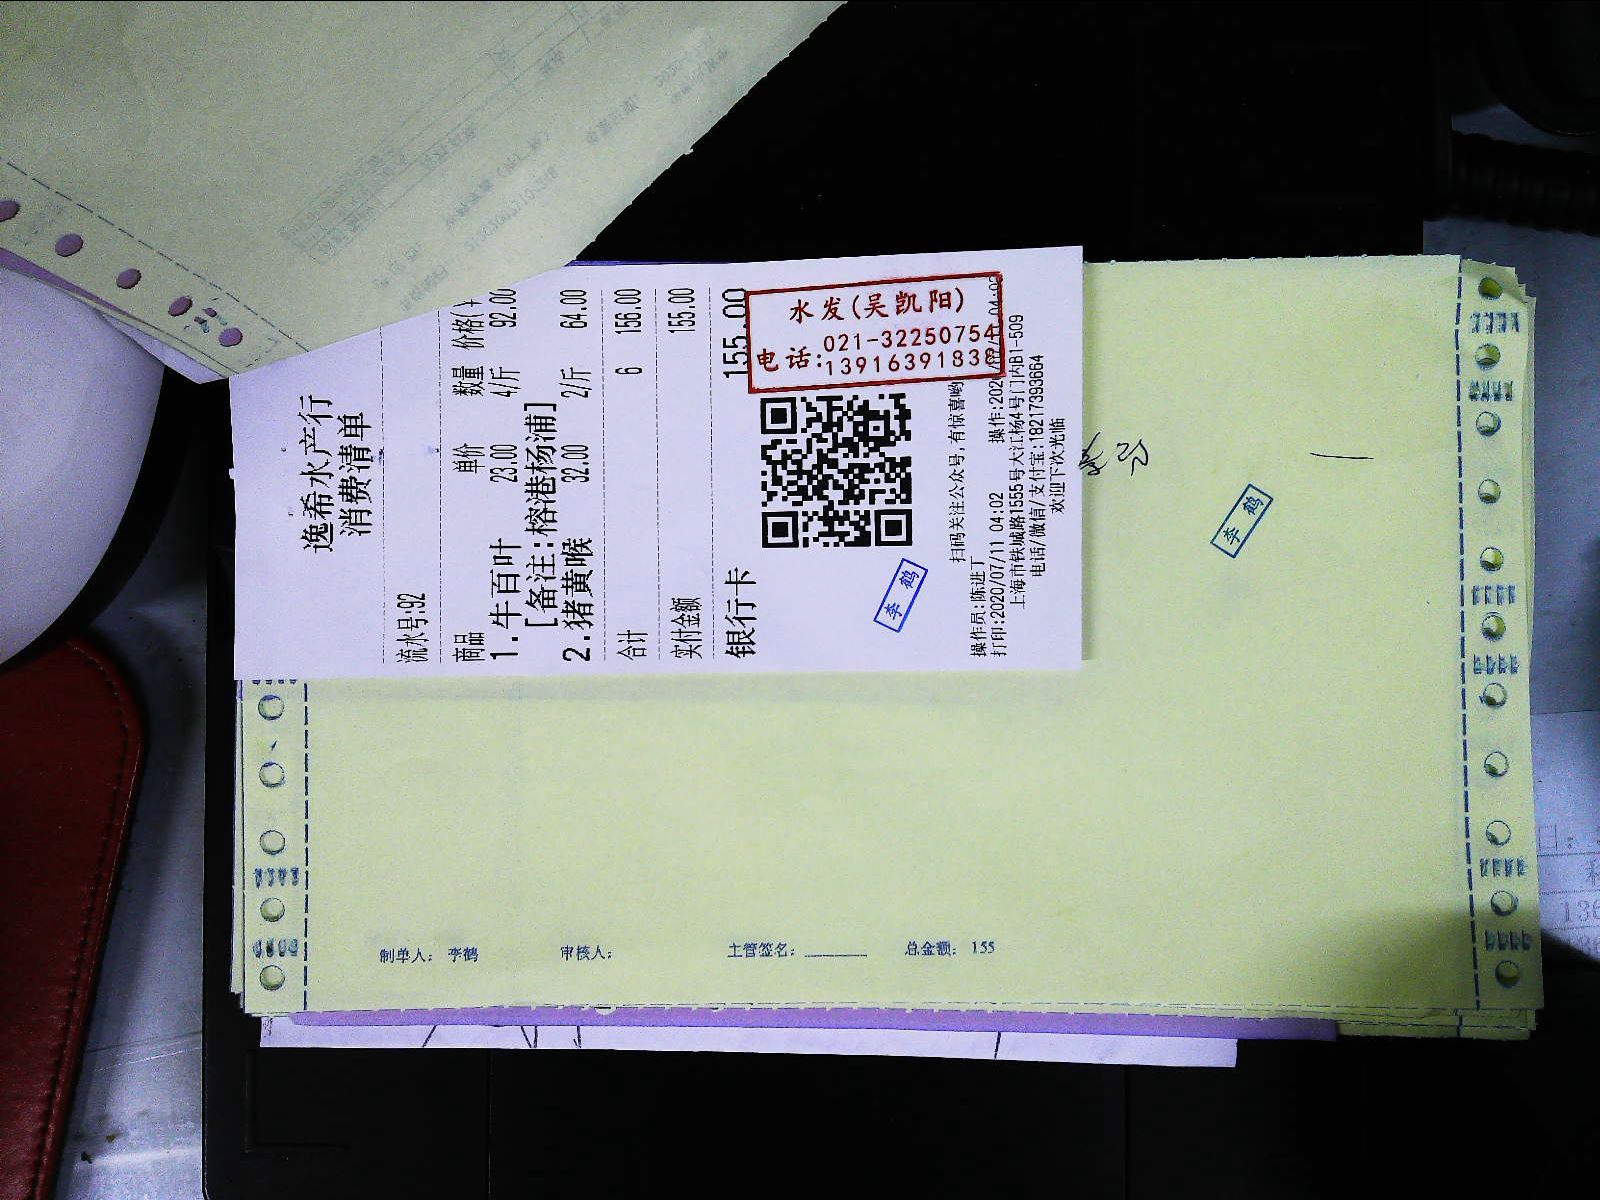 逸希水产行
消费清单
流水号:92
商品 单价 数量 价格(¥
1.牛百叶 23.00 4/斤 92.00
[备注:榕港杨浦]
2.猪黄喉 32.00 2/斤 64.00
合计 6 156.00
实付金额 155.00
银行卡 155.00
水发(吴凯阳)
021-32250754
电话:13916391838
李鹤
扫码关注公众号,有惊喜哟
操作员:陈进丁 操作:202
打印:2020/07/11 04:02
上海市铁城路1555号大江杨4号门内B1-509
电话/微信/支付宝:18217393664
欢迎下次光临
李鹤
制单人: 李鹤 审核人: 主管签名: 总金额: 155